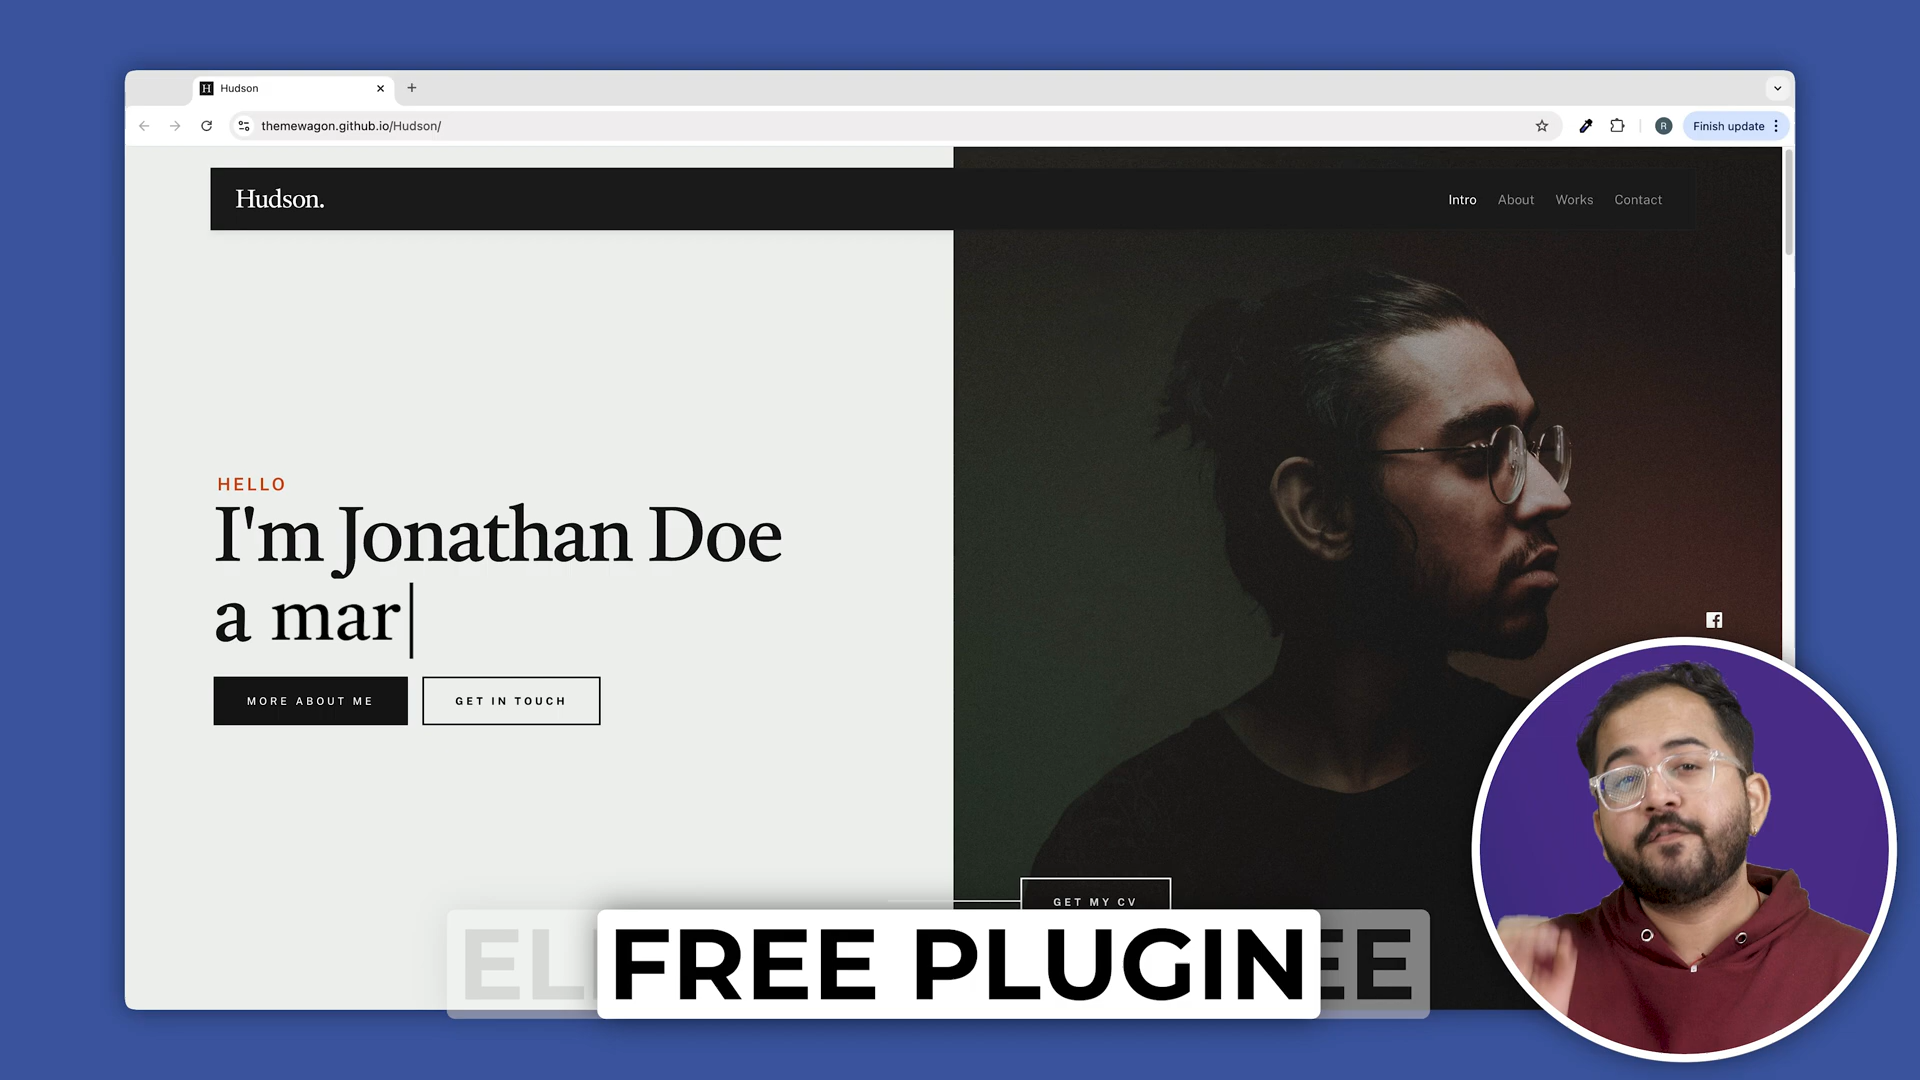 H Hudson
themewagon.github.io/Hudson/
R
Finish update
Hudson.
Intro About Works Contact
HELLO
I'm Jonathan Doe
a mar
MORE ABOUT ME
GET IN TOUCH
GET MY CV
FREE PLUGIN